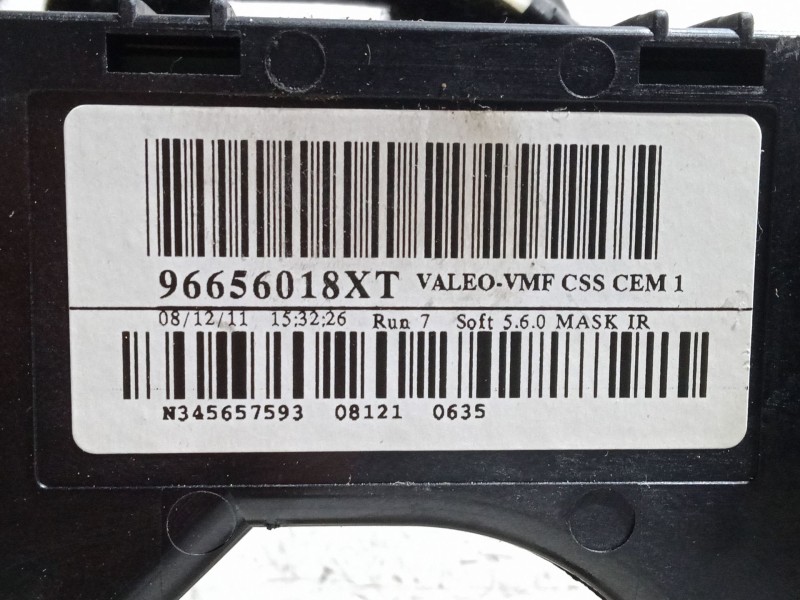 96656018XT VALEO-VMF CSS CEM 1
08/12/11 15:32:26 Run 7 Soft 5.6.0 MASK IR
N345657593 08121 0635